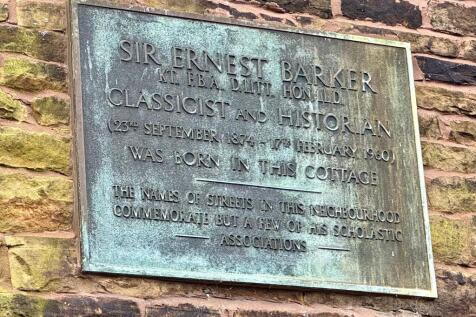 SIR ERNEST BARKER
KT. F.B.A. D.LITT. HON.LL.D.
CLASSICIST AND HISTORIAN
(23RD SEPTEMBER 1874 - 17TH FEBRUARY 1960)
WAS BORN IN THIS COTTAGE
THE NAMES OF STREETS IN THIS NEIGHBOURHOOD
COMMEMORATE BUT A FEW OF HIS SCHOLASTIC
ASSOCIATIONS